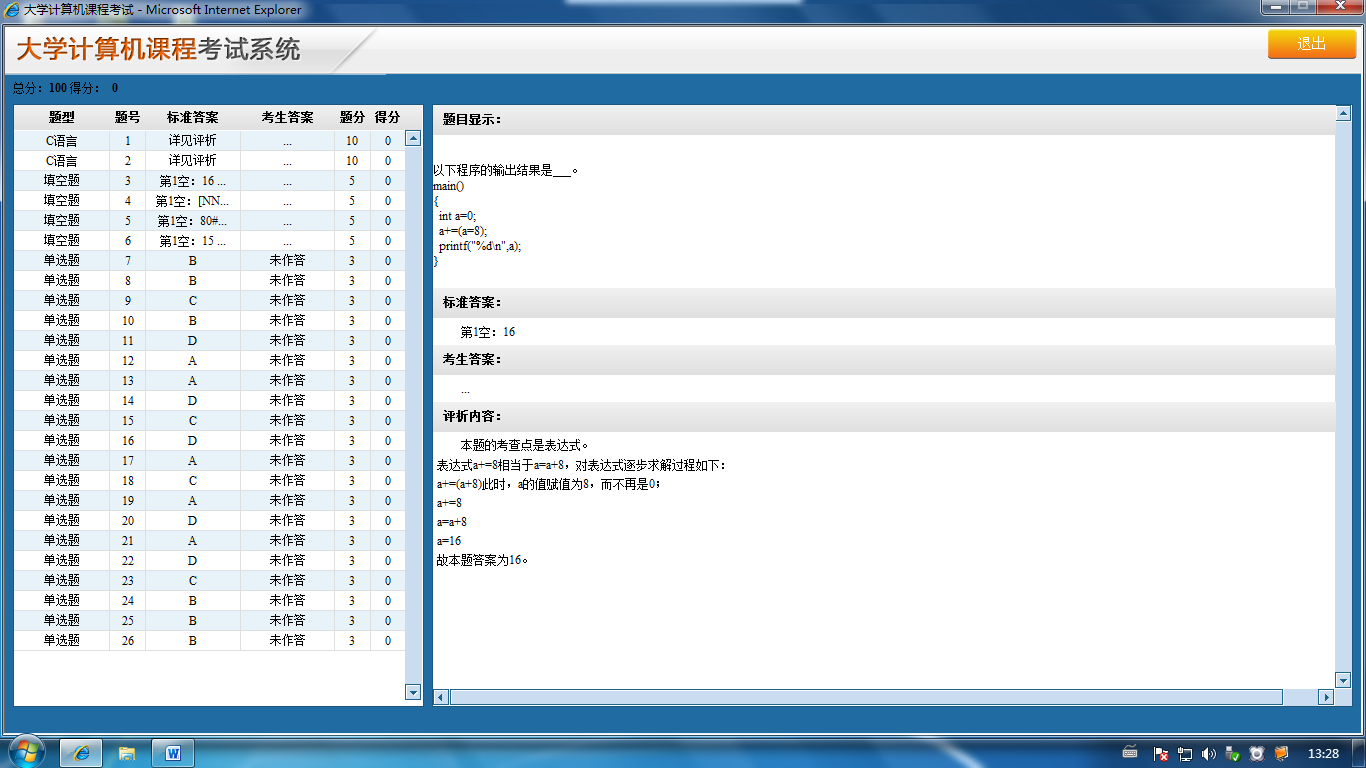 大学计算机课程考试 - Microsoft Internet Explorer
大学计算机课程考试系统
退出
总分：100 得分： 0
题型 题号 标准答案 考生答案 题分 得分
C语言 1 详见评析 ... 10 0
C语言 2 详见评析 ... 10 0
填空题 3 第1空：16 ... ... 5 0
填空题 4 第1空：[NN... ... 5 0
填空题 5 第1空：80#... ... 5 0
填空题 6 第1空：15 ... ... 5 0
单选题 7 B 未作答 3 0
单选题 8 B 未作答 3 0
单选题 9 C 未作答 3 0
单选题 10 B 未作答 3 0
单选题 11 D 未作答 3 0
单选题 12 A 未作答 3 0
单选题 13 A 未作答 3 0
单选题 14 D 未作答 3 0
单选题 15 C 未作答 3 0
单选题 16 D 未作答 3 0
单选题 17 A 未作答 3 0
单选题 18 C 未作答 3 0
单选题 19 A 未作答 3 0
单选题 20 D 未作答 3 0
单选题 21 A 未作答 3 0
单选题 22 D 未作答 3 0
单选题 23 C 未作答 3 0
单选题 24 B 未作答 3 0
单选题 25 B 未作答 3 0
单选题 26 B 未作答 3 0
题目显示：
以下程序的输出结果是___。
main()
{
int a=0;
a+=(a=8);
printf("%d\n",a);
}
标准答案：
第1空：16
考生答案：
...
评析内容：
本题的考查点是表达式。
表达式a+=8相当于a=a+8，对表达式逐步求解过程如下：
a+=(a+8)此时，a的值赋值为8，而不再是0；
a+=8
a=a+8
a=16
故本题答案为16。
13:28